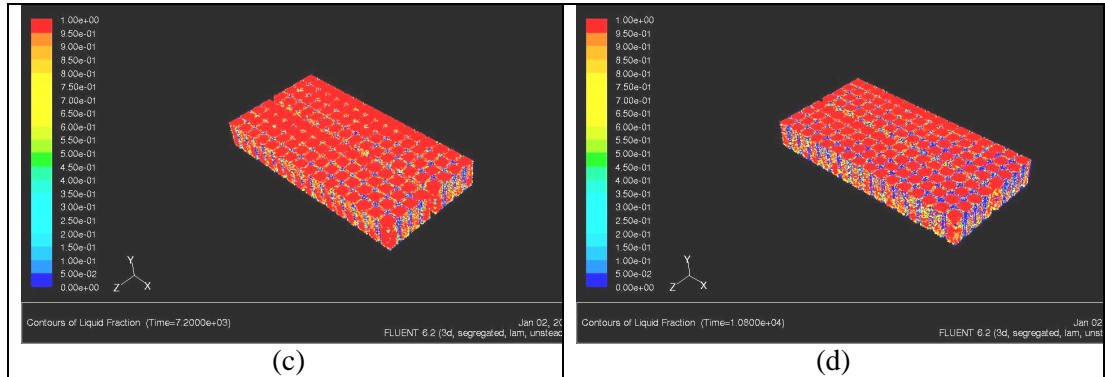 1.00e+00
9.50e-01
9.00e-01
8.50e-01
8.00e-01
7.50e-01
7.00e-01
6.50e-01
6.00e-01
5.50e-01
5.00e-01
4.50e-01
4.00e-01
3.50e-01
3.00e-01
2.50e-01
2.00e-01
1.50e-01
1.00e-01
5.00e-02
0.00e+00
Y
Z X
Contours of Liquid Fraction (Time=7.2000e+03) Jan 02, 20
FLUENT 6.2 (3d, segregated, lam, unstead
(c)
1.00e+00
9.50e-01
9.00e-01
8.50e-01
8.00e-01
7.50e-01
7.00e-01
6.50e-01
6.00e-01
5.50e-01
5.00e-01
4.50e-01
4.00e-01
3.50e-01
3.00e-01
2.50e-01
2.00e-01
1.50e-01
1.00e-01
5.00e-02
0.00e+00
Y
Z X
Contours of Liquid Fraction (Time=1.0800e+04) Jan 02
FLUENT 6.2 (3d, segregated, lam, unst
(d)